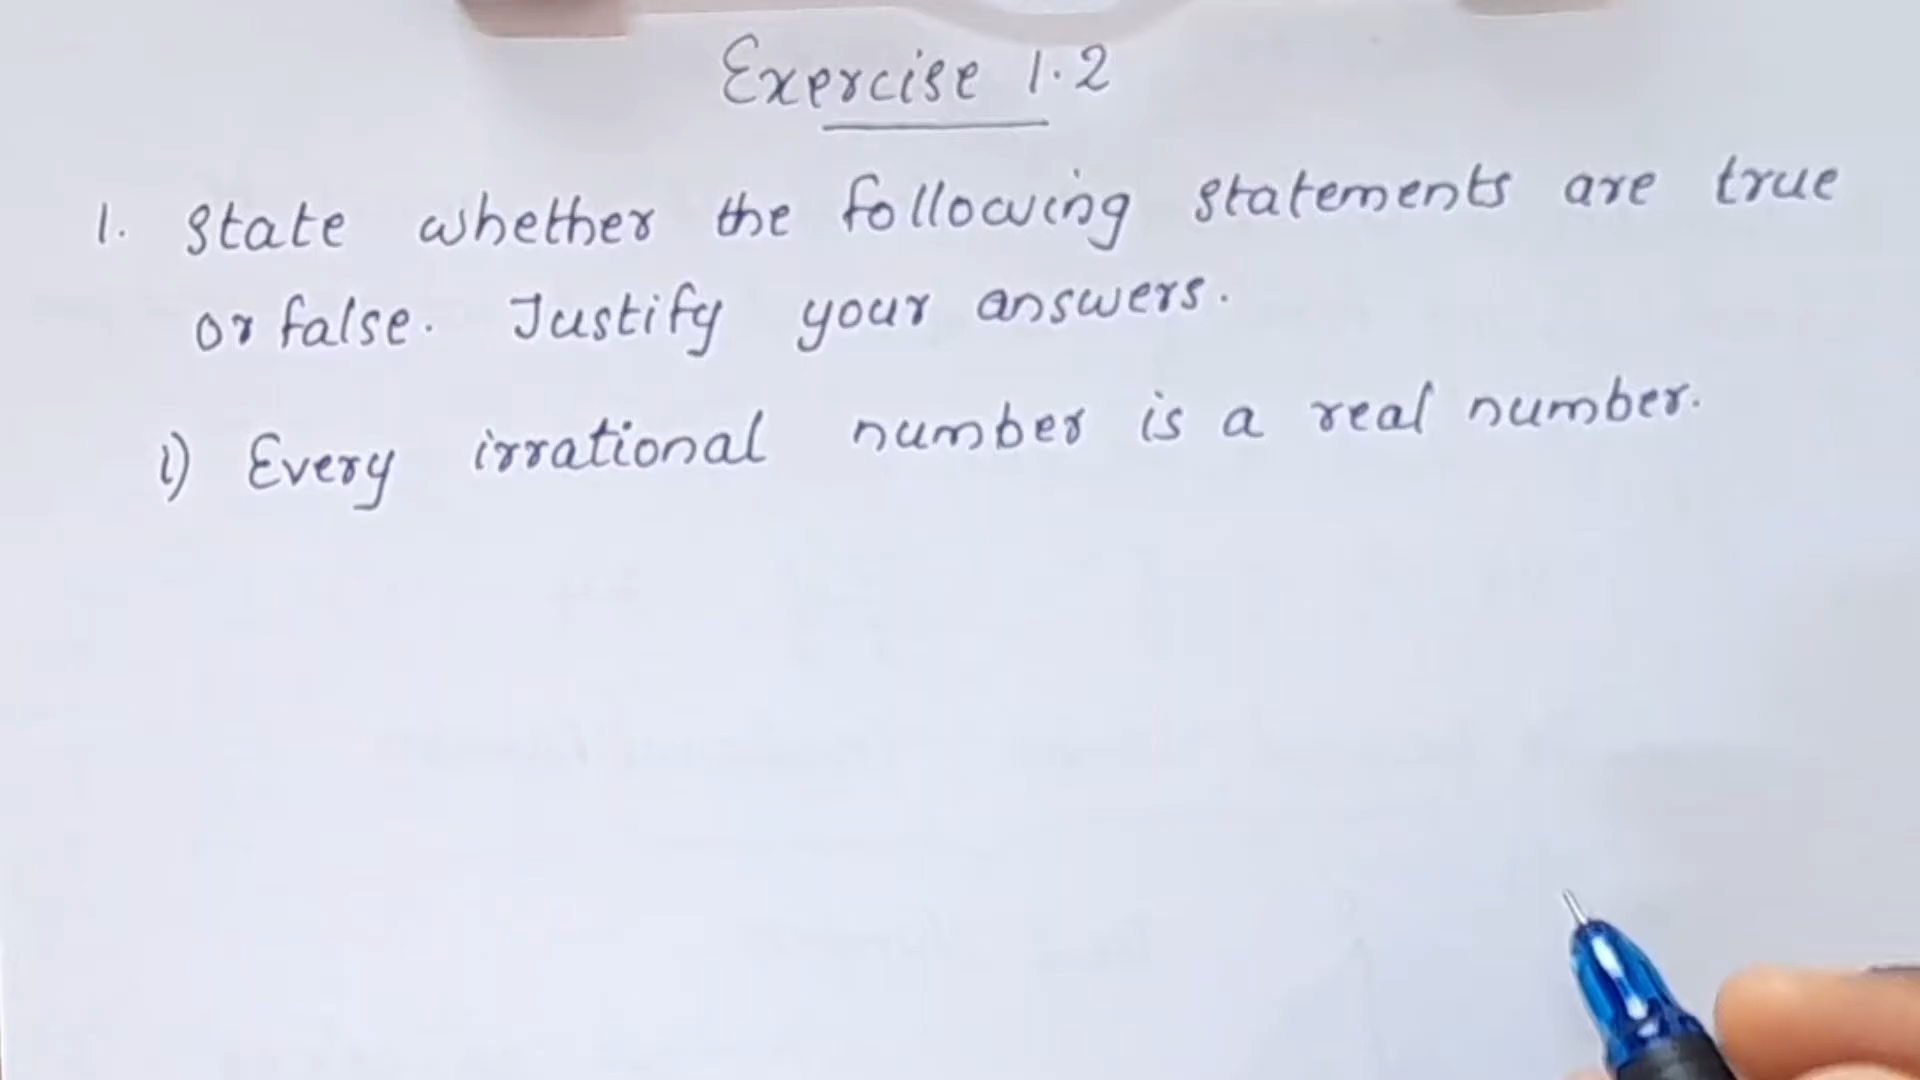 Exercise 1.2
1. State whether the following statements are true
or false. Justify your answers.
i) Every irrational number is a real number.